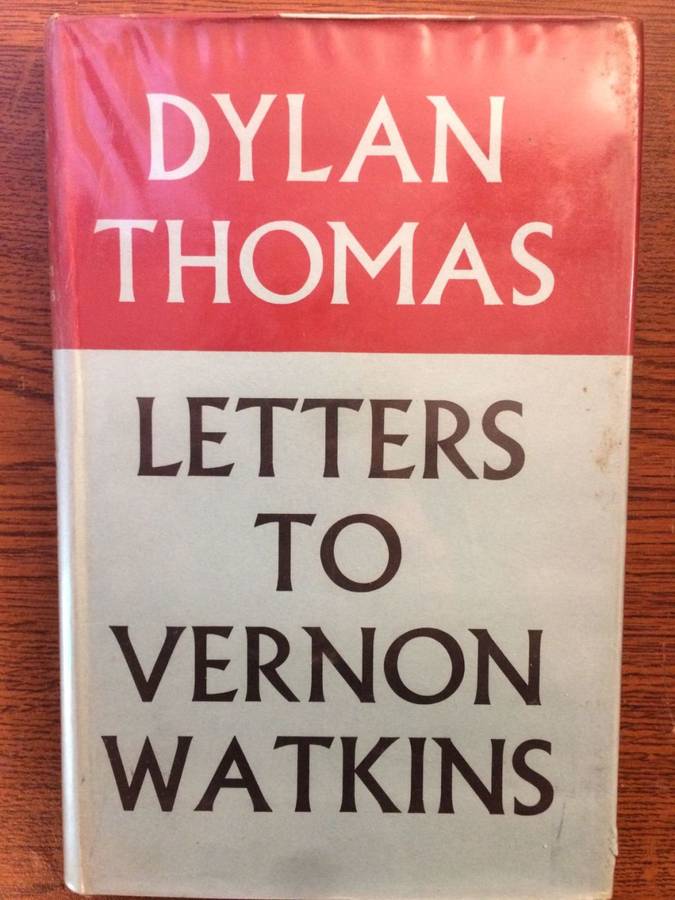 DYLAN
THOMAS
LETTERS
TO
VERNON
WATKINS